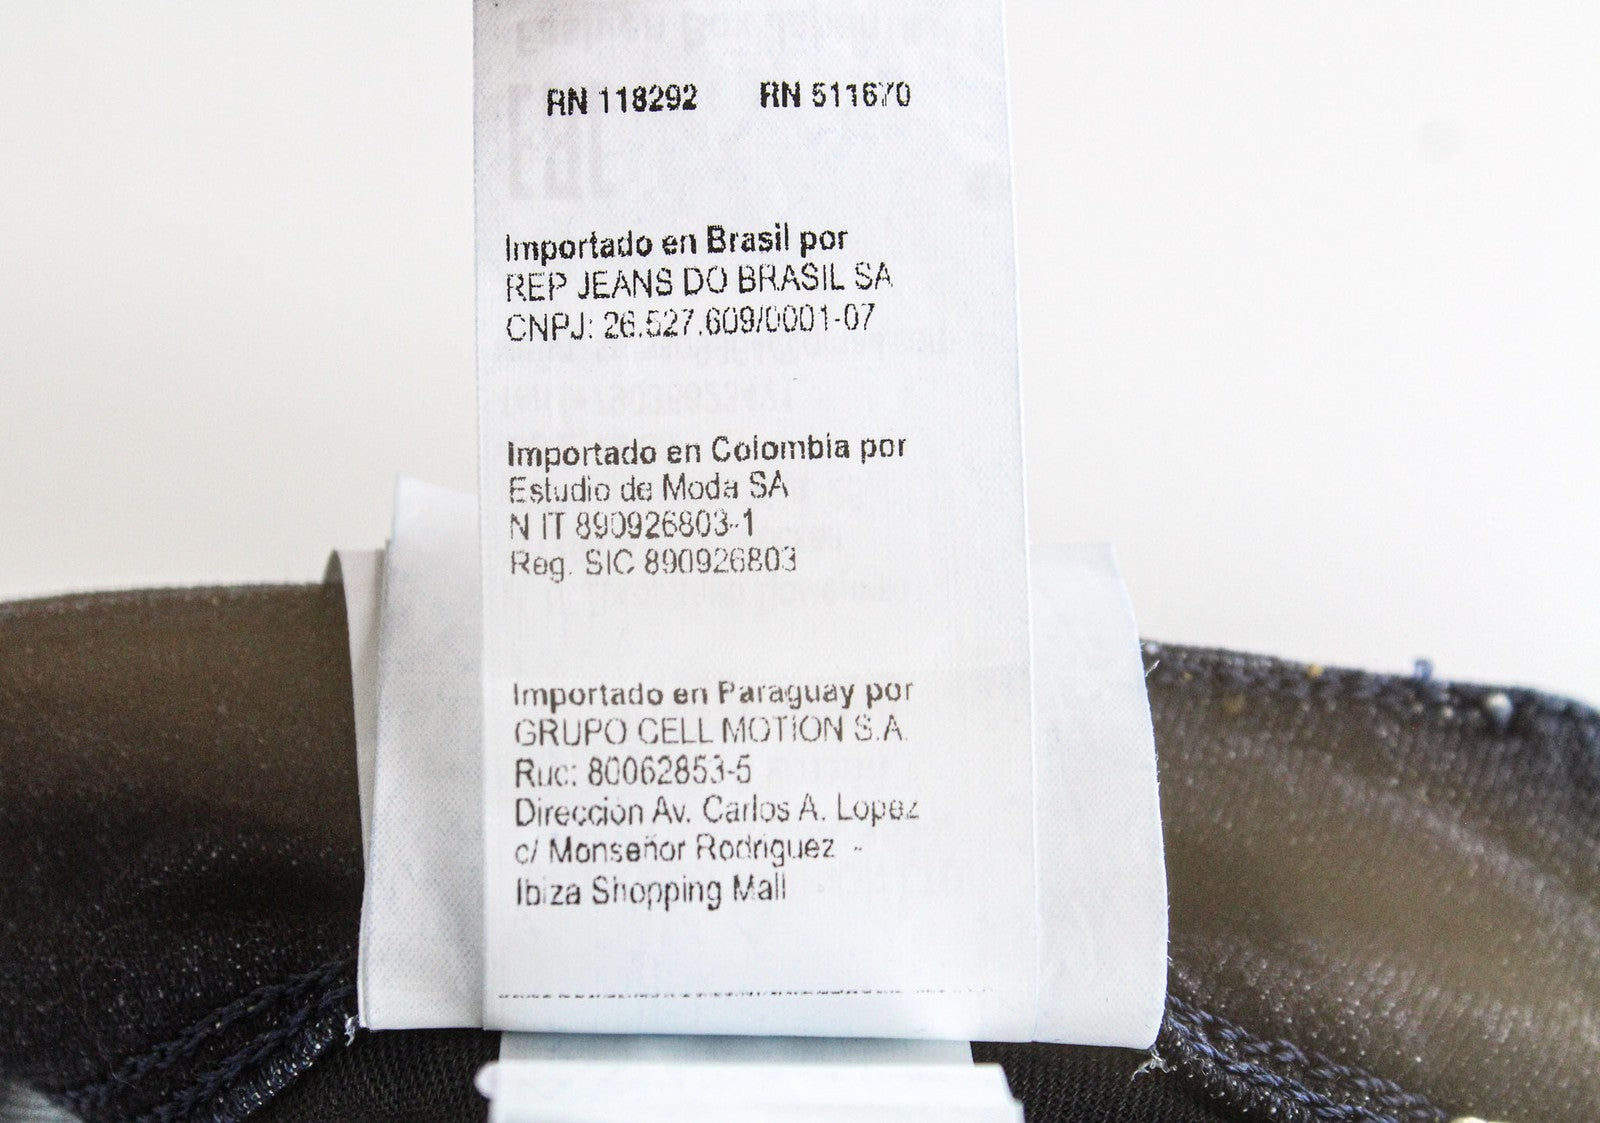 RN 118292 RN 511670
Importado en Brasil por
REP JEANS DO BRASIL SA
CNPJ: 26.527.609/0001-07
Importado en Colombia por
Estudio de Moda SA
N IT 890926803-1
Reg. SIC 890926803
Importado en Paraguay por
GRUPO CELL MOTION S.A.
Ruc: 80062853-5
Dirección Av. Carlos A. Lopez
c/ Monseñor Rodriguez -
Ibiza Shopping Mall